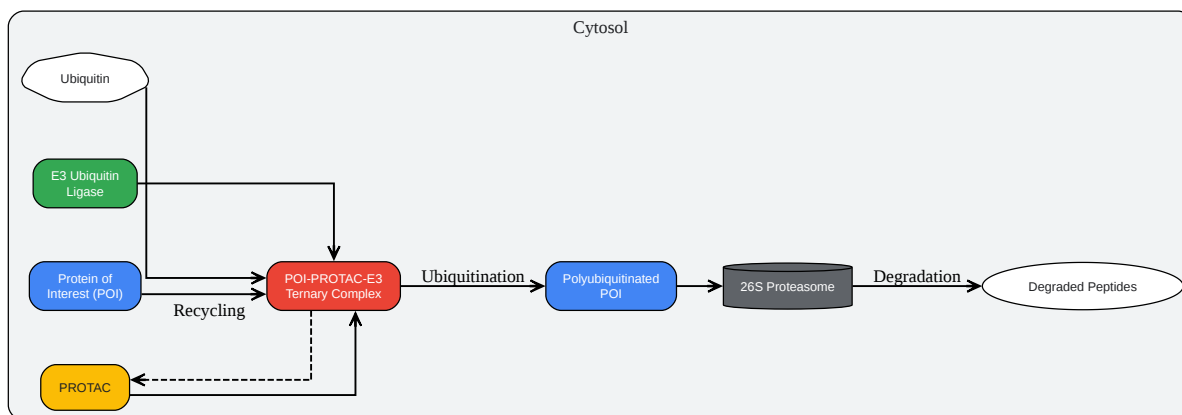 Cytosol
Ubiquitin
E3 Ubiquitin
Ligase
Protein of
Interest (POI)
Recycling
POI-PROTAC-E3
Ternary Complex
Ubiquitination
Polyubiquitinated
POI
26S Proteasome
Degradation
Degraded Peptides
PROTAC